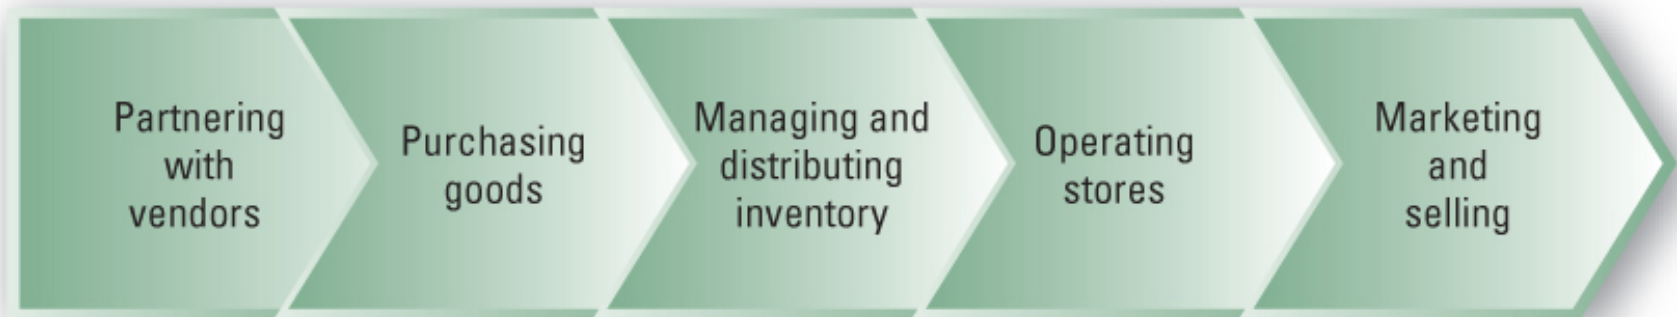 Partnering
with
vendors
Purchasing
goods
Managing and
distributing
inventory
Operating
stores
Marketing
and
selling